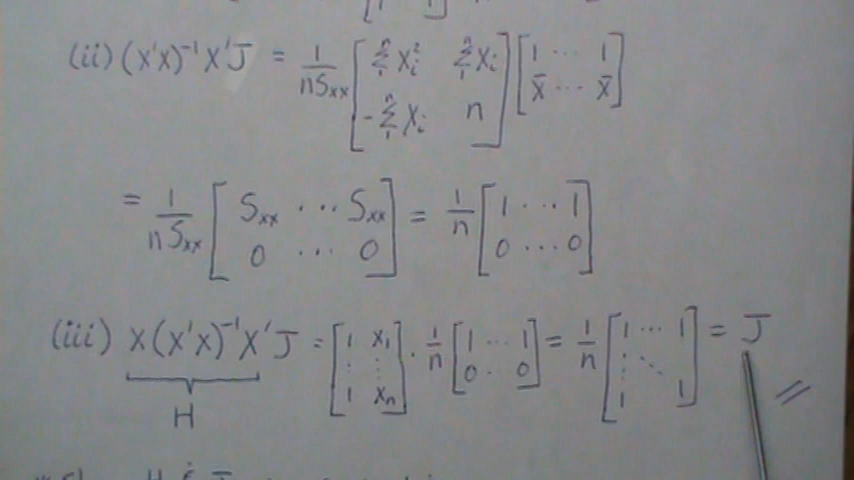 (ii) (X'X)⁻¹X'J̄ = 1/(nSxx) [ Σ₁ⁿ Xᵢ² Σ₁ⁿ Xᵢ ; -Σ₁ⁿ Xᵢ n ] [ 1 ⋯ 1 ; X̄ ⋯ X̄ ]
= 1/(nSxx) [ Sxx ⋯ Sxx ; 0 ⋯ 0 ] = 1/n [ 1 ⋯ 1 ; 0 ⋯ 0 ]
(iii) X(X'X)⁻¹X'J̄ = [ 1 X₁ ; ⋮ ⋮ ; 1 Xₙ ] · 1/n [ 1 ⋯ 1 ; 0 ⋯ 0 ] = 1/n [ 1 ⋯ 1 ; ⋮ ⋱ ; 1 1 ] = J̄ //
H